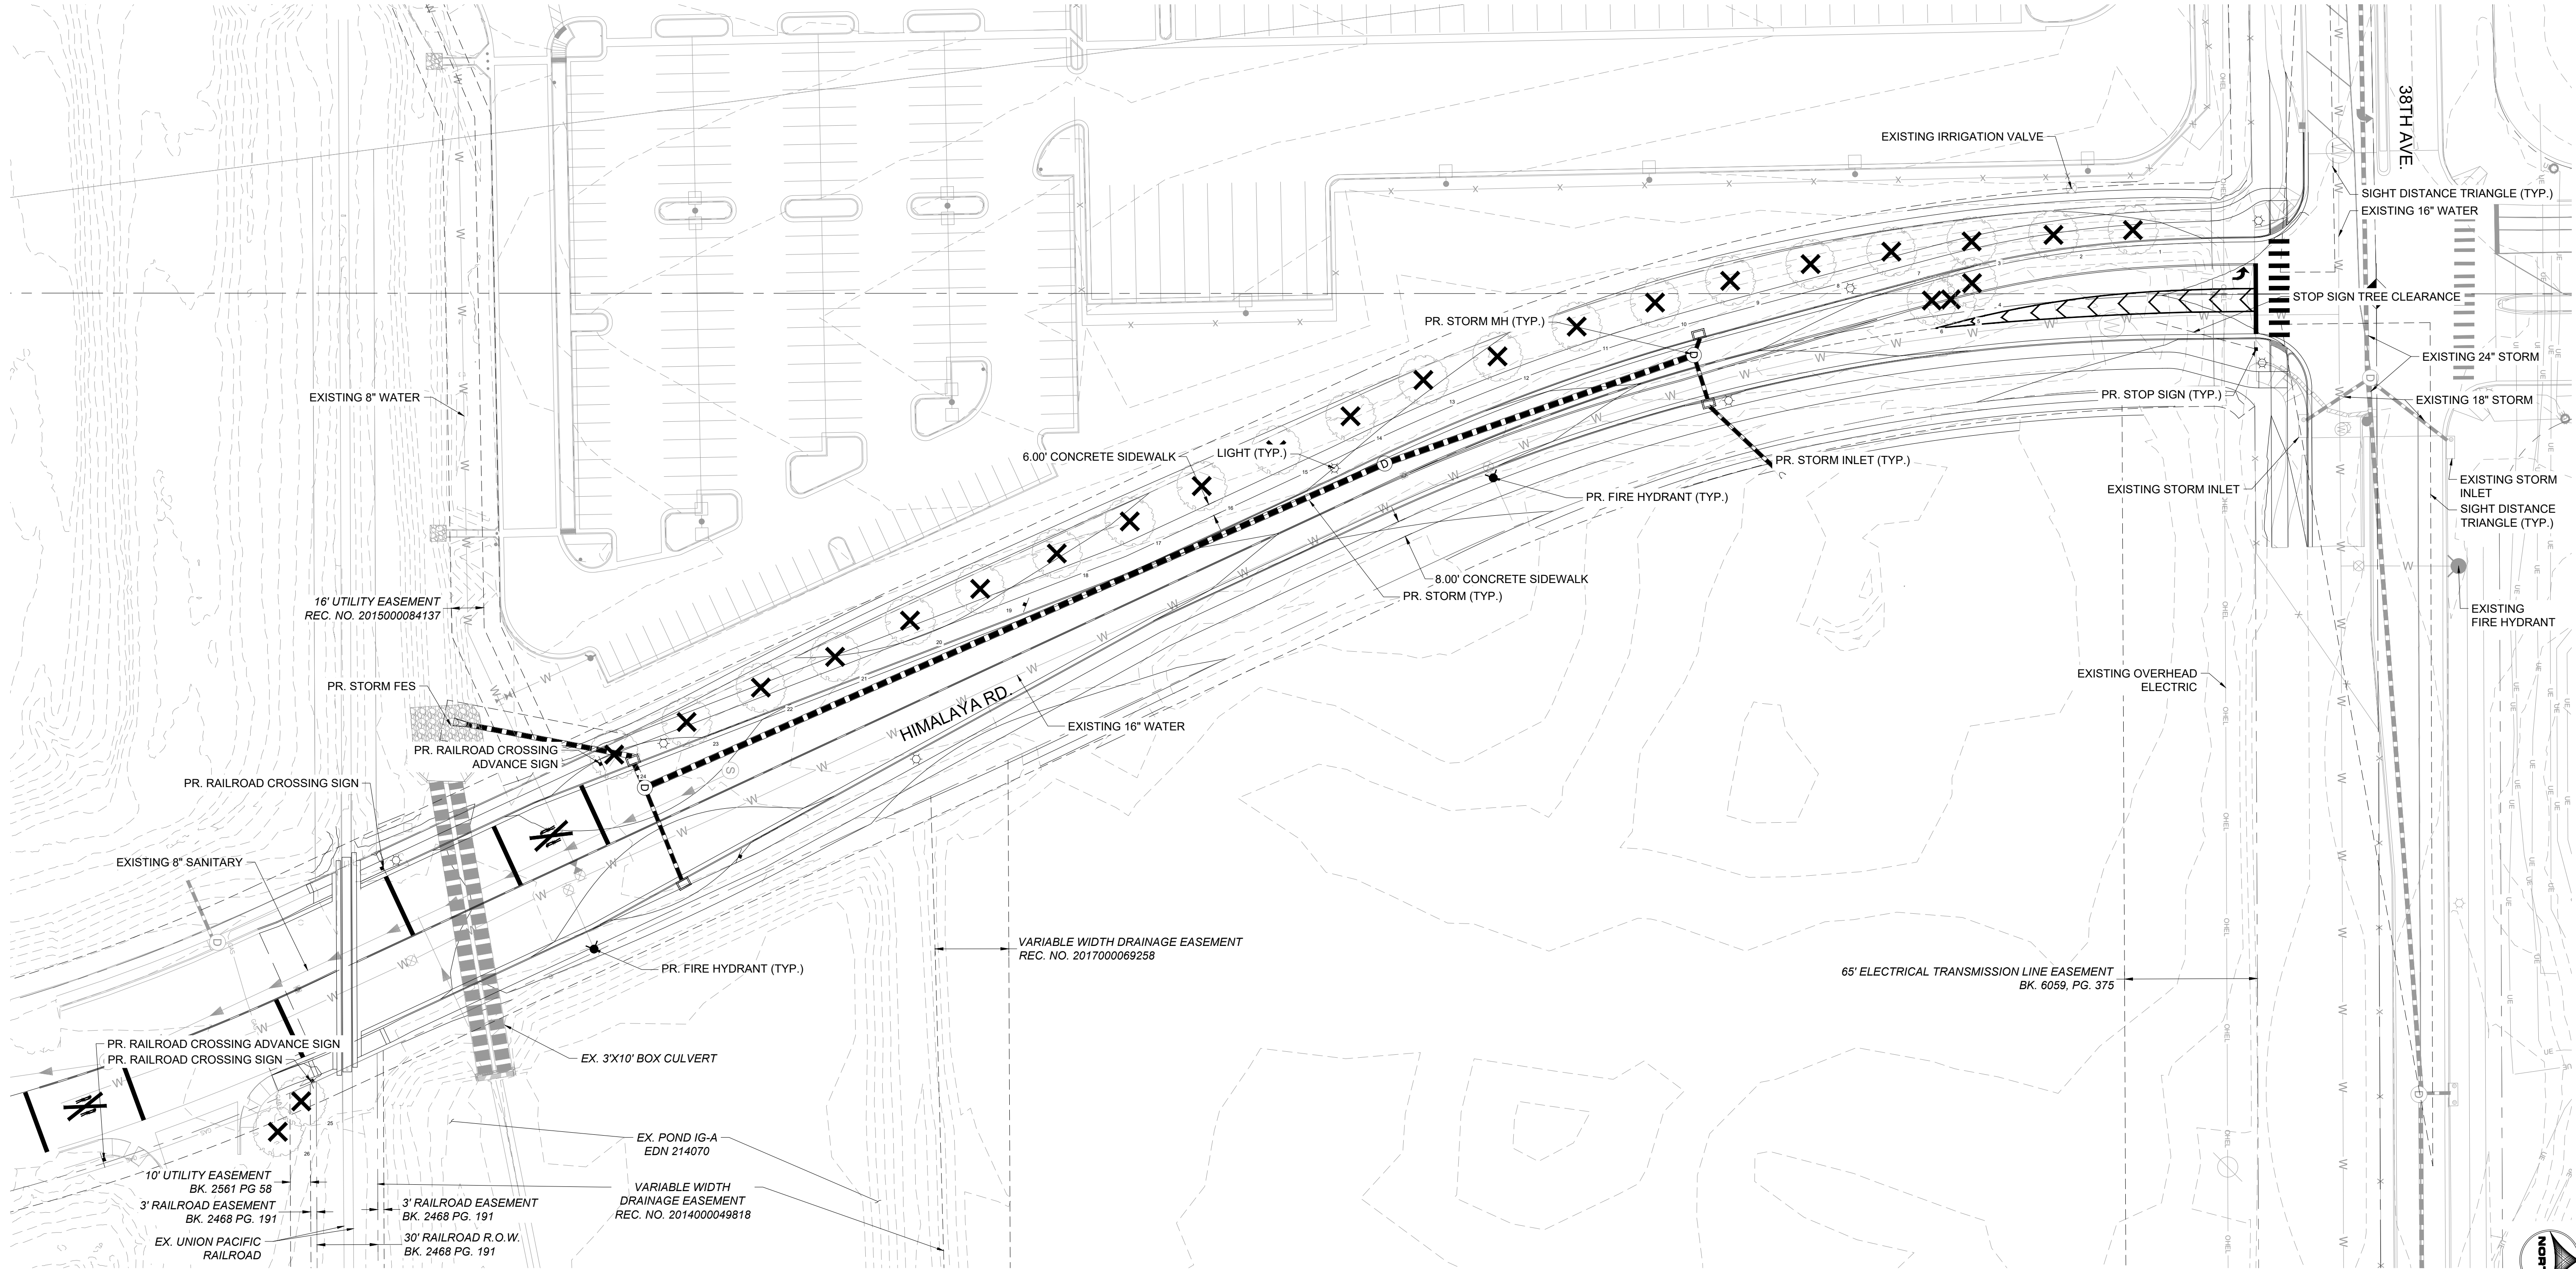 38TH AVE.
EXISTING IRRIGATION VALVE
SIGHT DISTANCE TRIANGLE (TYP.)
EXISTING 16" WATER
STOP SIGN TREE CLEARANCE
PR. STORM MH (TYP.)
EXISTING 24" STORM
EXISTING 8" WATER
PR. STOP SIGN (TYP.)
EXISTING 18" STORM
6.00' CONCRETE SIDEWALK
LIGHT (TYP.)
PR. STORM INLET (TYP.)
EXISTING STORM INLET
EXISTING STORM
INLET
PR. FIRE HYDRANT (TYP.)
SIGHT DISTANCE
TRIANGLE (TYP.)
8.00' CONCRETE SIDEWALK
PR. STORM (TYP.)
16' UTILITY EASEMENT
REC. NO. 2015000084137
EXISTING
FIRE HYDRANT
PR. STORM FES
EXISTING OVERHEAD
ELECTRIC
HIMALAYA RD.
EXISTING 16" WATER
PR. RAILROAD CROSSING
ADVANCE SIGN
PR. RAILROAD CROSSING SIGN
EXISTING 8" SANITARY
VARIABLE WIDTH DRAINAGE EASEMENT
REC. NO. 2017000069258
PR. FIRE HYDRANT (TYP.)
65' ELECTRICAL TRANSMISSION LINE EASEMENT
BK. 6059, PG. 375
PR. RAILROAD CROSSING ADVANCE SIGN
PR. RAILROAD CROSSING SIGN
EX. 3'X10' BOX CULVERT
EX. POND IG-A
EDN 214070
10' UTILITY EASEMENT
BK. 2561 PG 58
3' RAILROAD EASEMENT
BK. 2468 PG. 191
3' RAILROAD EASEMENT
BK. 2468 PG. 191
VARIABLE WIDTH
DRAINAGE EASEMENT
REC. NO. 2014000049818
EX. UNION PACIFIC
RAILROAD
30' RAILROAD R.O.W.
BK. 2468 PG. 191